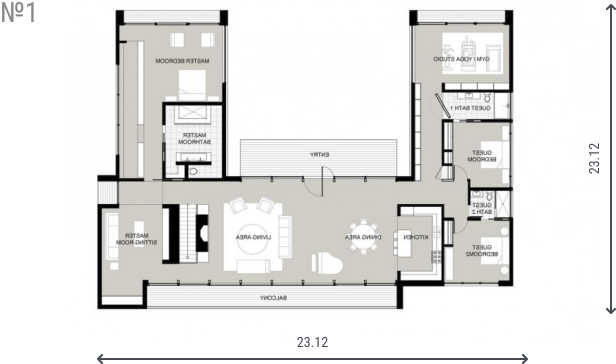 №1
MASTER BEDROOM
GYM / YOGA STUDIO
GUEST BATH 1
MASTER
BATHROOM
ENTRY
GUEST
BEDROOM
23.12
GUEST
BATH 2
MASTER
SITTING ROOM
LIVING AREA
DINING AREA
KITCHEN
GUEST
BEDROOM2
BALCONY
23.12